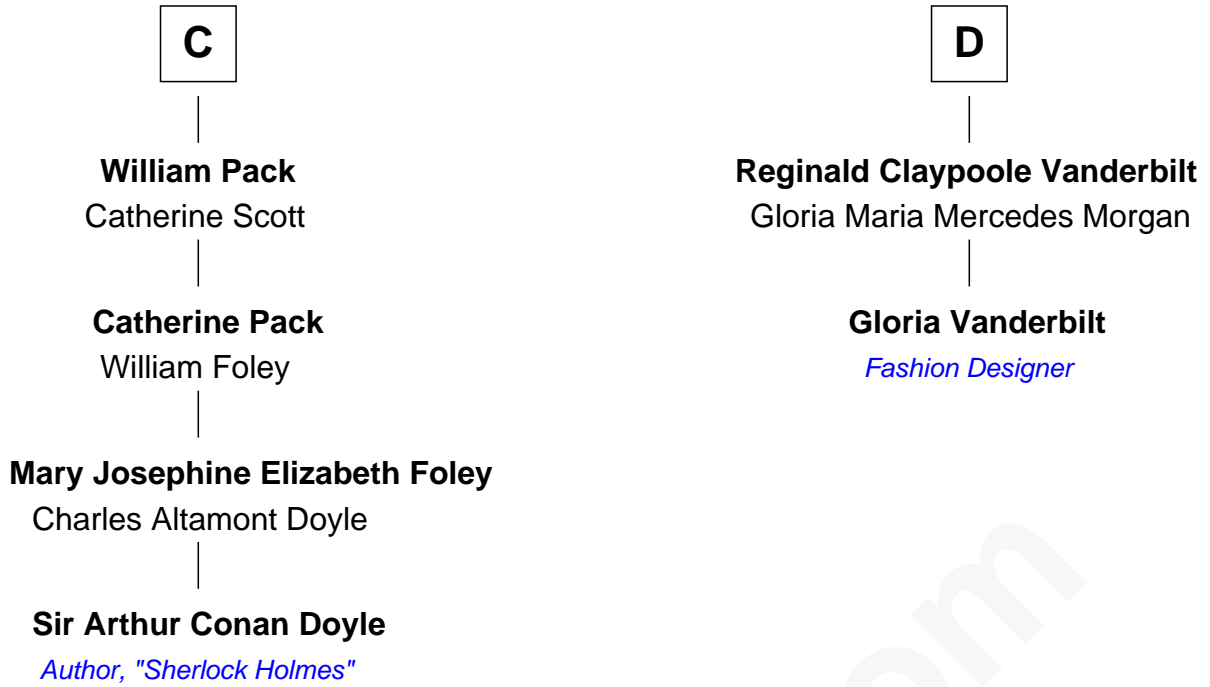 C
William Pack
Catherine Scott
Catherine Pack
William Foley
Mary Josephine Elizabeth Foley
Charles Altamont Doyle
Sir Arthur Conan Doyle
Author, "Sherlock Holmes"
D
Reginald Claypoole Vanderbilt
Gloria Maria Mercedes Morgan
Gloria Vanderbilt
Fashion Designer
om